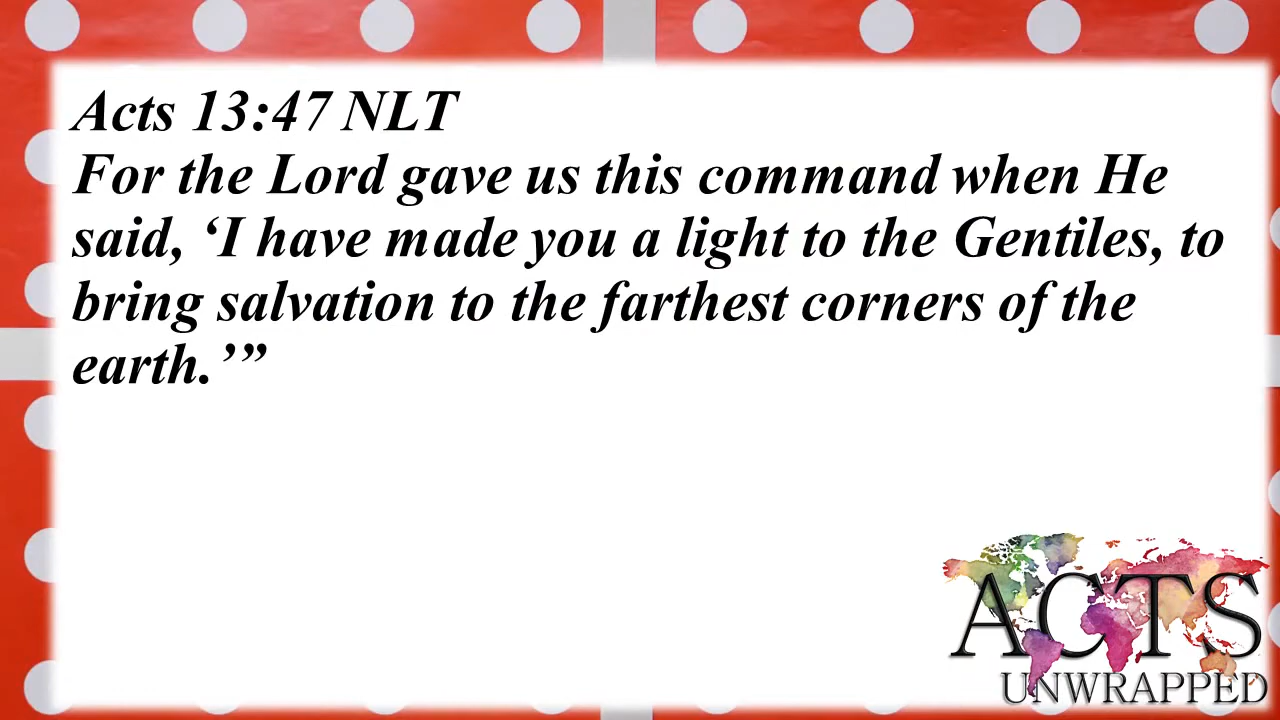 Acts 13:47 NLT
For the Lord gave us this command when He
said, ‘I have made you a light to the Gentiles, to
bring salvation to the farthest corners of the
earth.’”
ACTS
UNWRAPPED